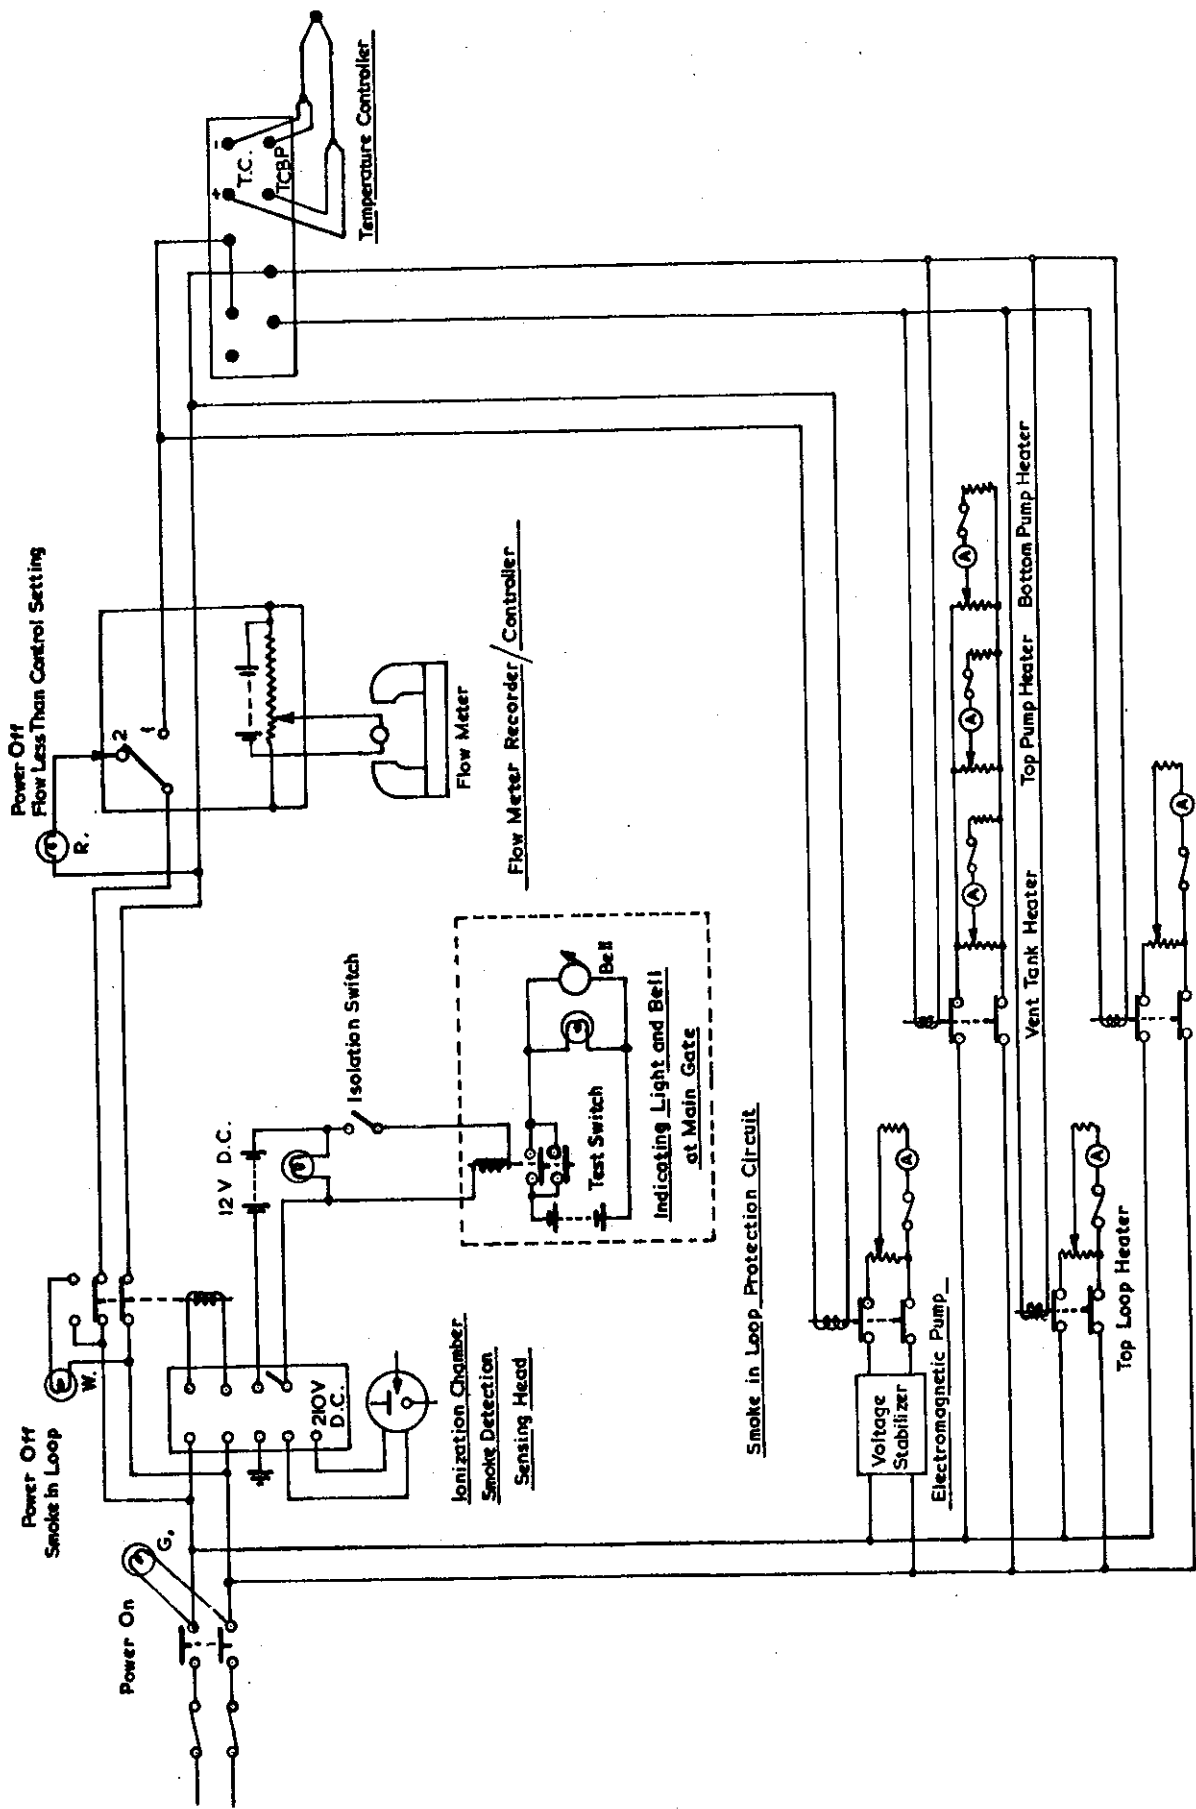 Power On
G.
Power Off
Smoke In Loop
W.
210V
D.C.
Ionization Chamber
Smoke Detection
Sensing Head
12 V D.C.
Isolation Switch
Test Switch
Bell
Indicating Light and Bell
at Main Gate
Smoke in Loop Protection Circuit
Power Off
Flow Less Than Control Setting
R.
2
1
Flow Meter
Flow Meter Recorder/Controller
+
-
T.C.
TCBP
Temperature Controller
Voltage
Stabilizer
Electromagnetic Pump
A
Top Loop Heater
A
Vent Tank Heater
A
Top Pump Heater
A
Bottom Pump Heater
A
A